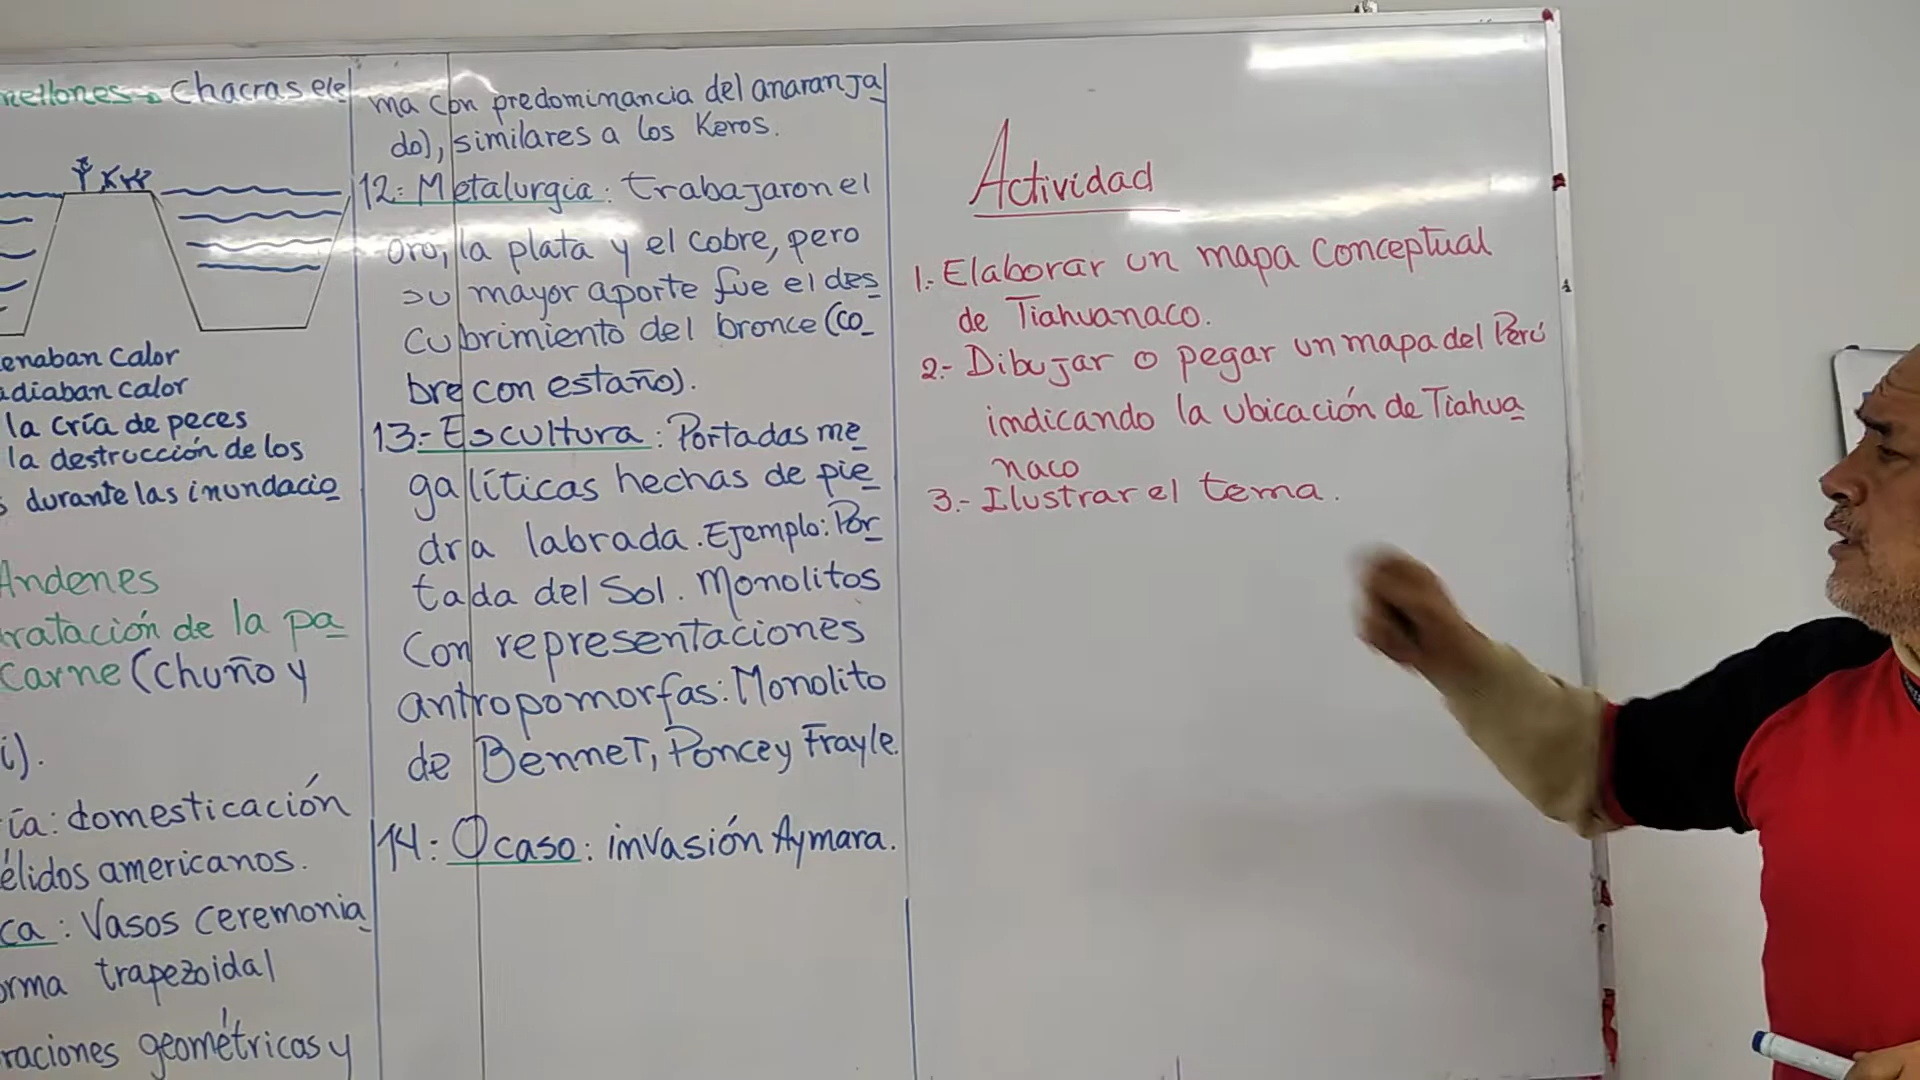 nellones → Chacras ele
enaban calor
adiaban calor
la cría de peces
la destrucción de los
s durante las inundacio
Andenes
ratación de la pa
Carne (chuño y
i).
ía: domesticación
élidos americanos.
ca: Vasos ceremonia
orma trapezoidal
raciones geométricas y
ma con predominancia del anaranja
do), similares a los Keros.
12.- Metalurgia: trabajaron el
oro, la plata y el cobre, pero
su mayor aporte fue el des
cubrimiento del bronce (co
bre con estaño).
13.- Escultura: Portadas me
galíticas hechas de pie
dra labrada. Ejemplo: Por
tada del Sol. Monolitos
con representaciones
antropomorfas: Monolito
de Bennet, Ponce y Frayle.
14.- Ocaso: invasión Aymara.
Actividad
1.- Elaborar un mapa conceptual
de Tiahuanaco.
2.- Dibujar o pegar un mapa del Perú
indicando la ubicación de Tiahua
naco
3.- Ilustrar el tema.